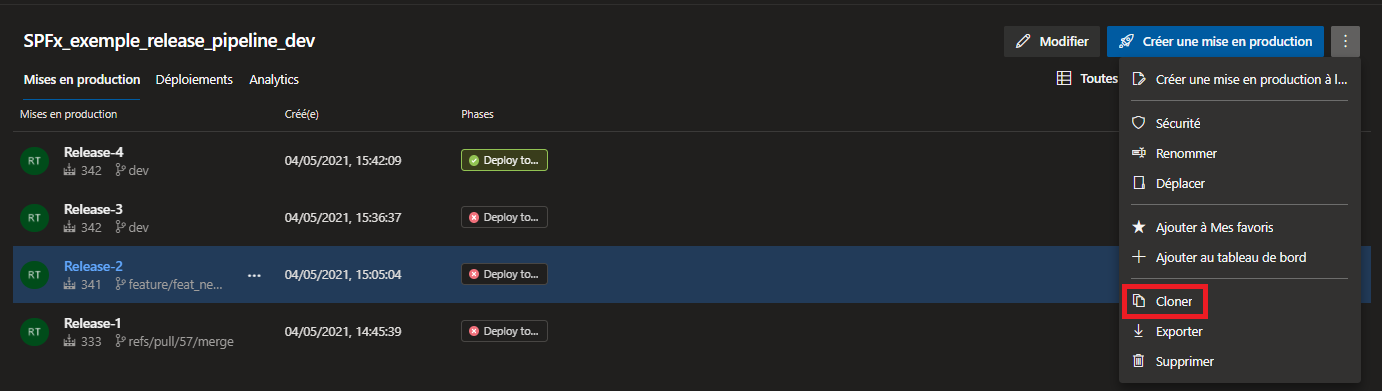 SPFx_exemple_release_pipeline_dev
Modifier
Créer une mise en production
Mises en production Déploiements Analytics
Toutes
Créer une mise en production à l...
Mises en production Créé(e) Phases
Sécurité
Renommer
Déplacer
Ajouter à Mes favoris
Ajouter au tableau de bord
Cloner
Exporter
Supprimer
RT Release-4 04/05/2021, 15:42:09 Deploy to...
342 dev
RT Release-3 04/05/2021, 15:36:37 Deploy to...
342 dev
RT Release-2 ... 04/05/2021, 15:05:04 Deploy to...
341 feature/feat_ne...
RT Release-1 04/05/2021, 14:45:39 Deploy to...
333 refs/pull/57/merge